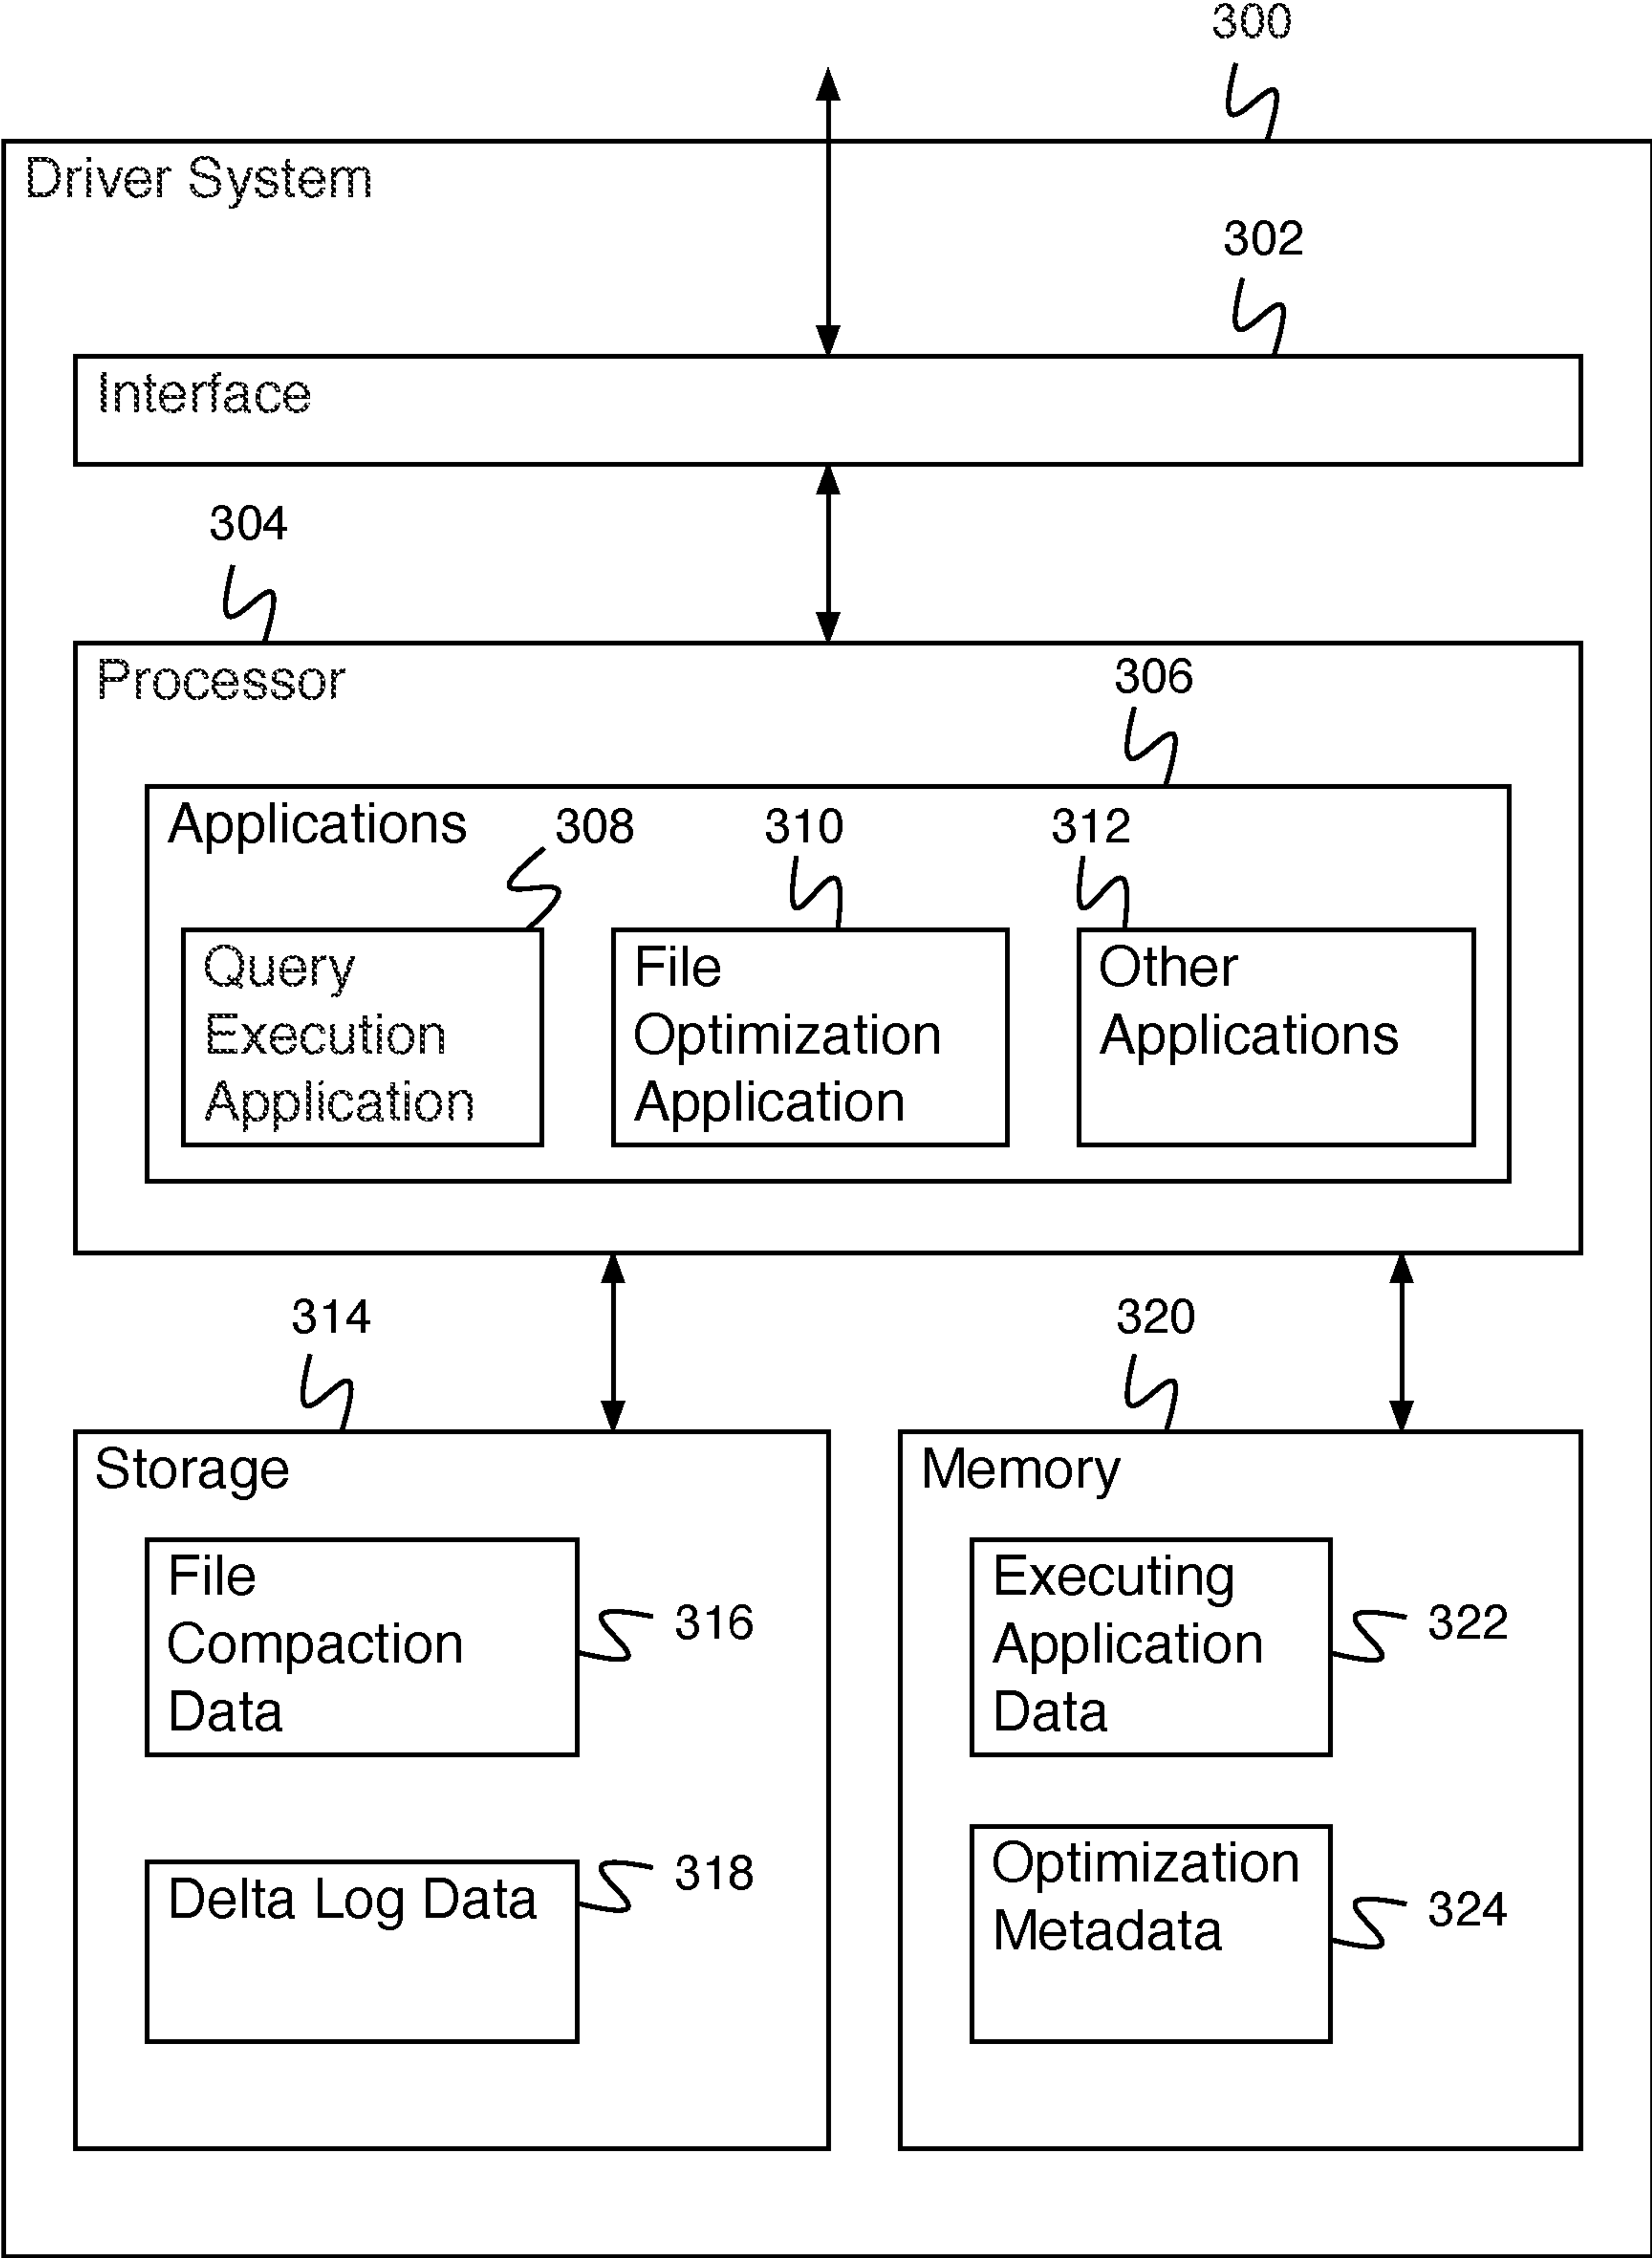 300
Driver System
302
Interface
304
Processor
306
Applications
308
310
312
Query
Execution
Application
File
Optimization
Application
Other
Applications
314
320
Storage
File
Compaction
Data
316
Delta Log Data
318
Memory
Executing
Application
Data
322
Optimization
Metadata
324